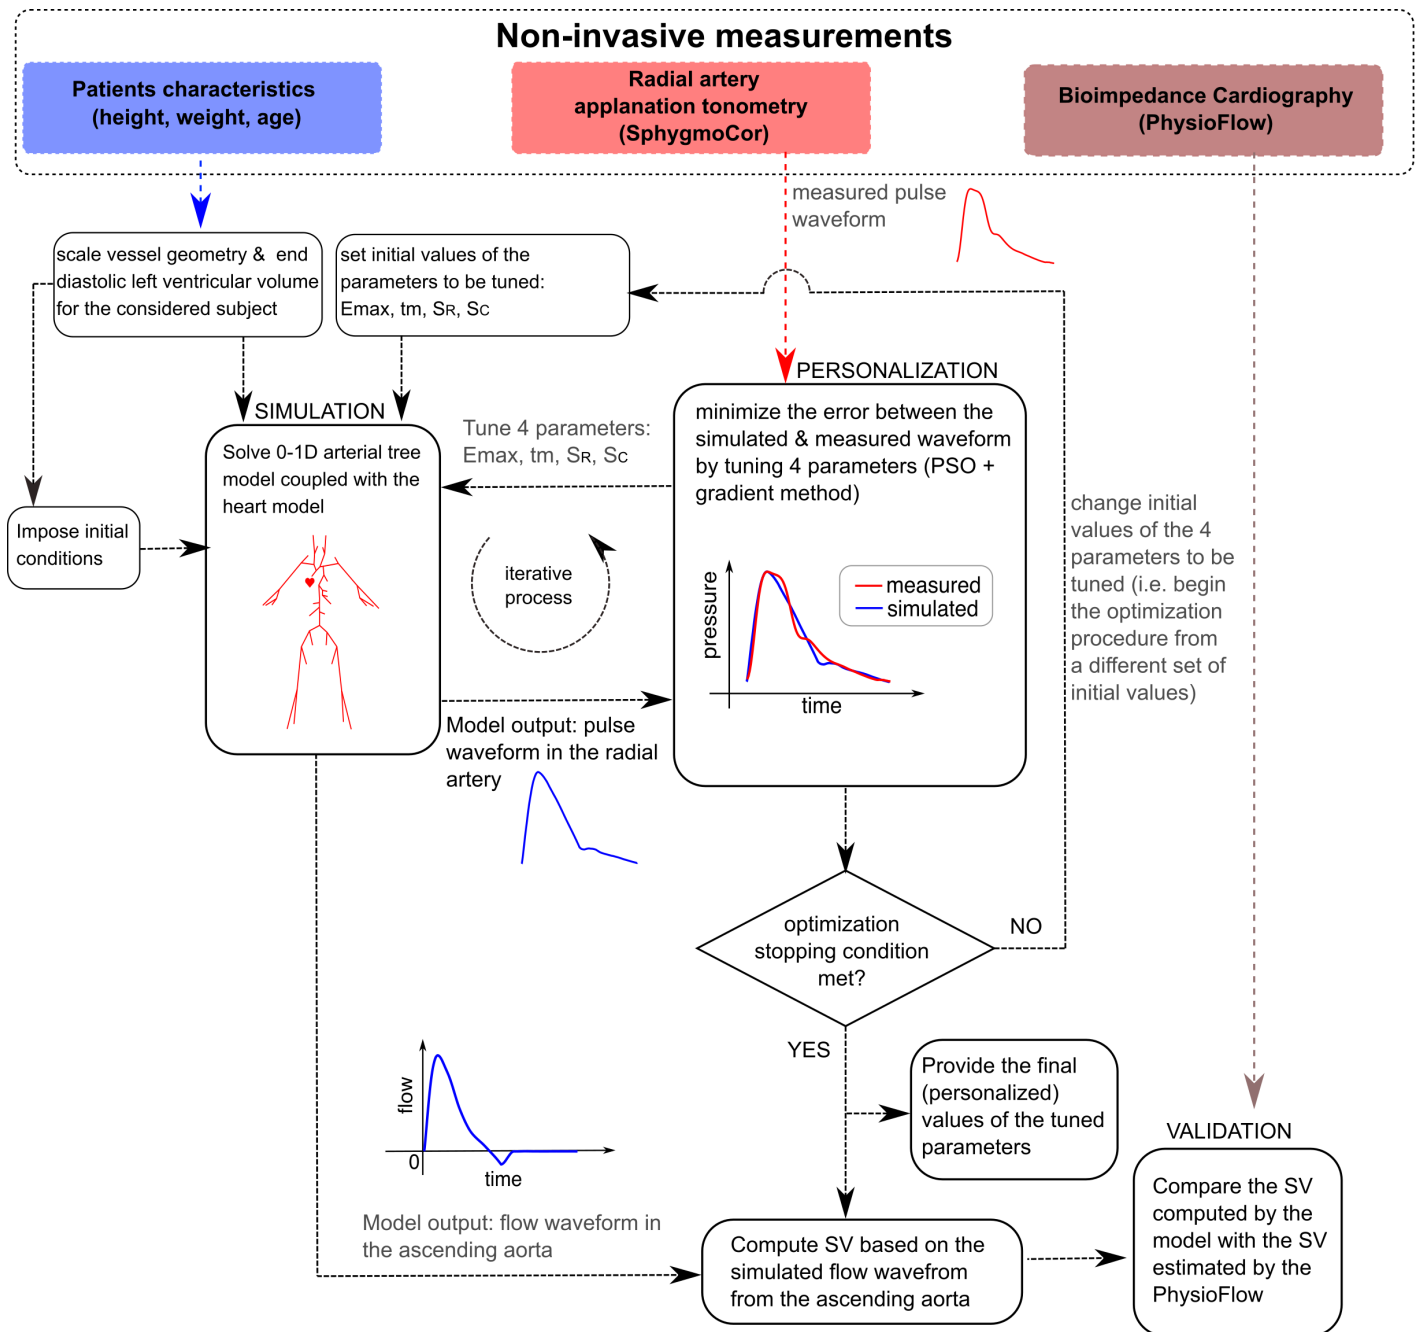 Non-invasive measurements
Patients characteristics
(height, weight, age)
Radial artery
applanation tonometry
(SphygmoCor)
Bioimpedance Cardiography
(PhysioFlow)
measured pulse
waveform
scale vessel geometry & end
diastolic left ventricular volume
for the considered subject
set initial values of the
parameters to be tuned:
Emax, tm, SR, SC
SIMULATION
Solve 0-1D arterial tree
model coupled with the
heart model
Impose initial
conditions
Tune 4 parameters:
Emax, tm, SR, SC
iterative
process
PERSONALIZATION
minimize the error between the
simulated & measured waveform
by tuning 4 parameters (PSO +
gradient method)
measured
simulated
pressure
time
change initial
values of the 4
parameters to be
tuned (i.e. begin
the optimization
procedure from
a different set of
initial values)
Model output: pulse
waveform in the radial
artery
optimization
stopping condition
met?
NO
YES
Provide the final
(personalized)
values of the tuned
parameters
flow
0
time
Model output: flow waveform in
the ascending aorta
Compute SV based on the
simulated flow wavefrom
from the ascending aorta
VALIDATION
Compare the SV
computed by the
model with the SV
estimated by the
PhysioFlow